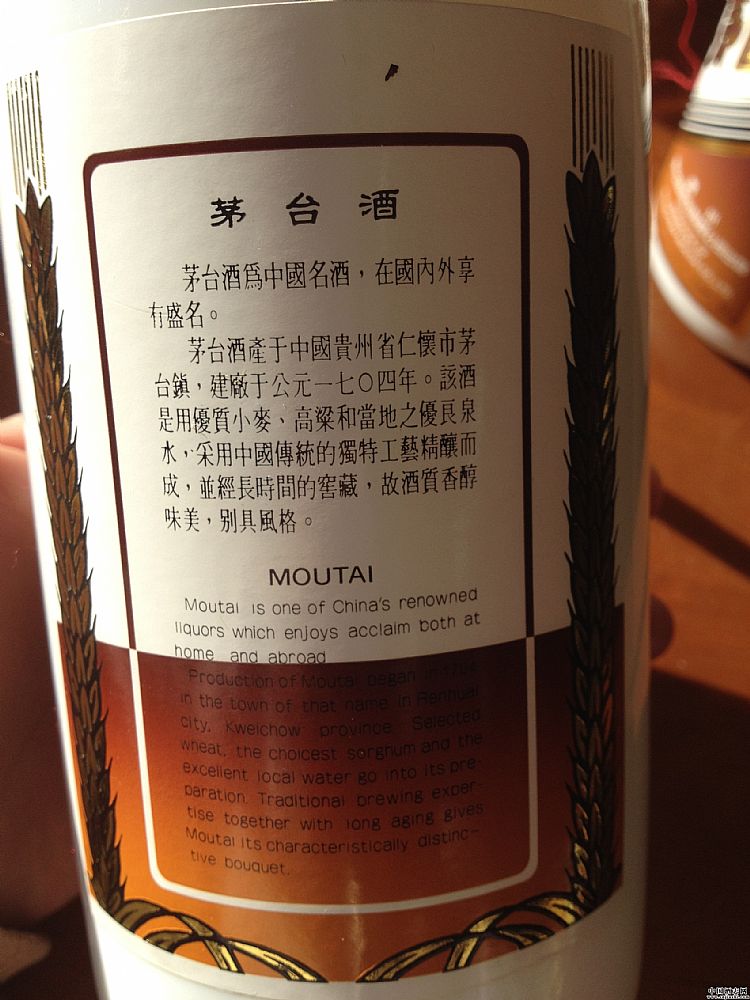 茅台酒
茅台酒爲中國名酒，在國內外享
有盛名。
茅台酒產于中國貴州省仁懷市茅
台鎮，建廠于公元一七〇四年。該酒
是用優質小麥、高粱和當地之優良泉
水，采用中國傳統的獨特工藝精釀而
成，並經長時間的窖藏，故酒質香醇
味美，別具風格。
MOUTAI
Moutai is one of China's renowned
liquors which enjoys acclaim both at
home and abroad
Production of Moutai began in 1704
in the town of that name in Renhuai
city, Kweichow province. Selected
wheat, the choicest sorghum and the
excellent local water go into its pre-
paration. Traditional brewing exper-
tise together with long aging gives
Moutai its characteristically distinc-
tive bouquet.
中国酒志网